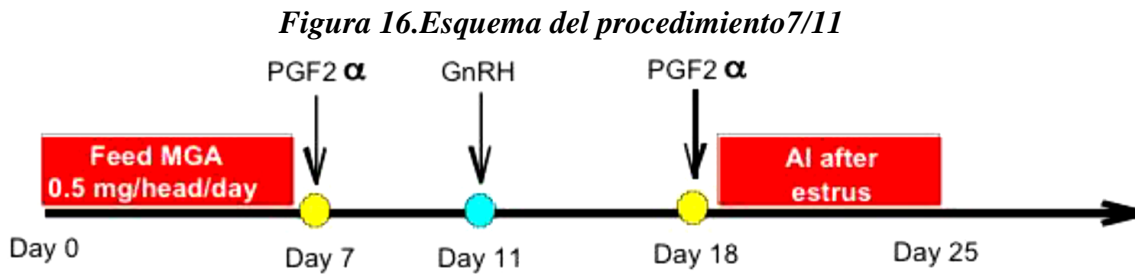 Figura 16.Esquema del procedimiento7/11
PGF2 α GnRH PGF2 α
Feed MGA
0.5 mg/head/day
AI after
estrus
Day 0 Day 7 Day 11 Day 18 Day 25